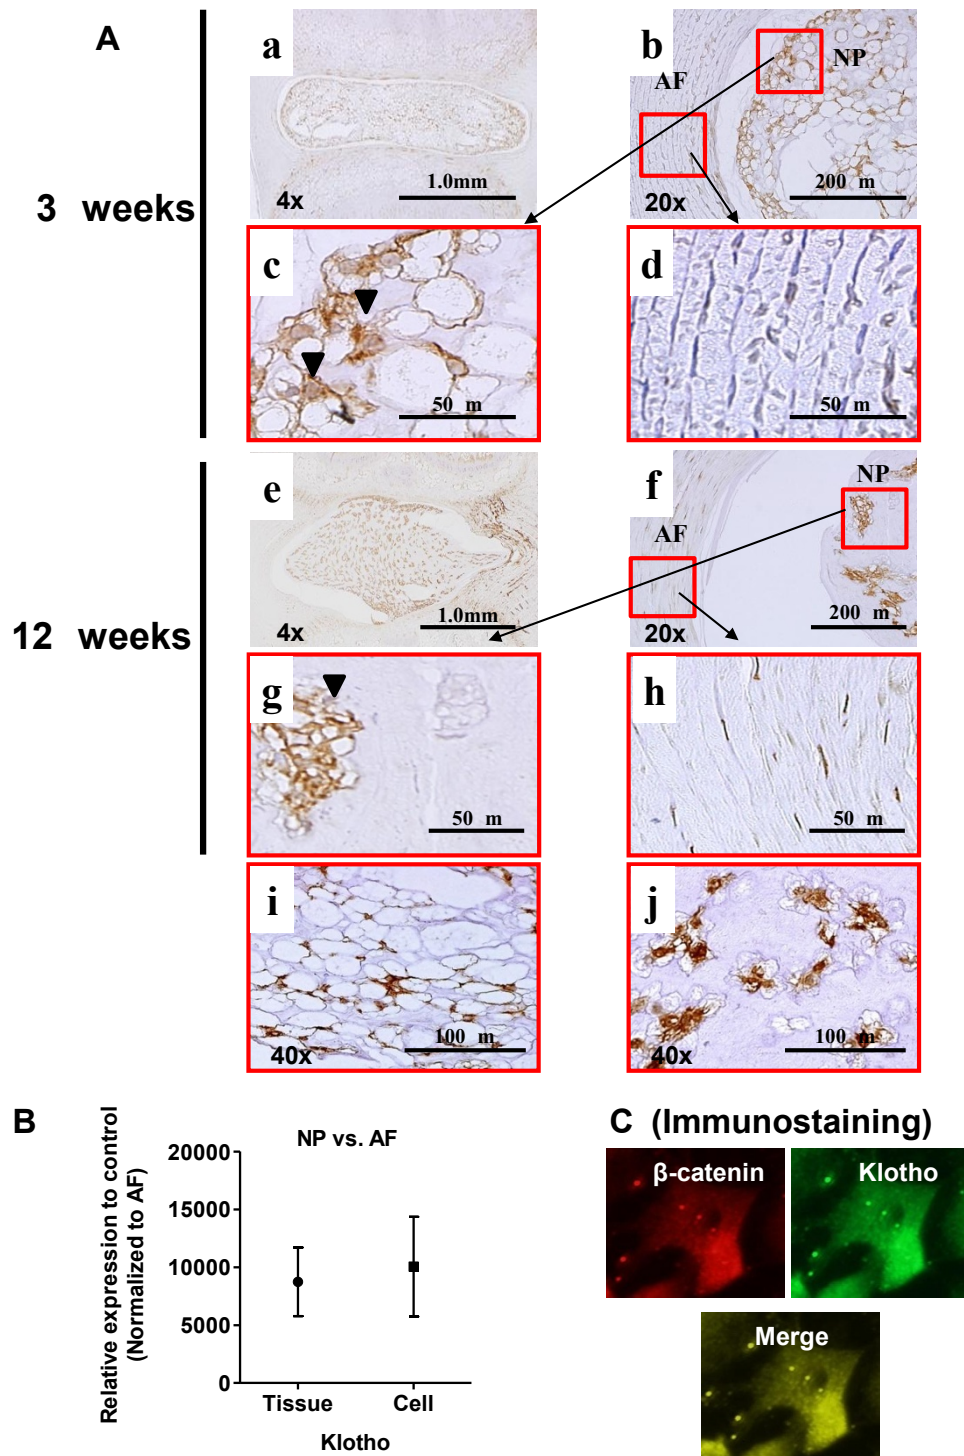 A
3 weeks
12 weeks
a
4x
1.0mm
b
AF
NP
20x
200 m
c
50 m
d
50 m
e
4x
1.0mm
f
AF
NP
20x
200 m
g
50 m
h
50 m
i
40x
100 m
j
40x
100 m
B
NP vs. AF
Relative expression to control
(Normalized to AF)
20000
15000
10000
5000
0
Tissue Cell
Klotho
C (Immunostaining)
β-catenin
Klotho
Merge